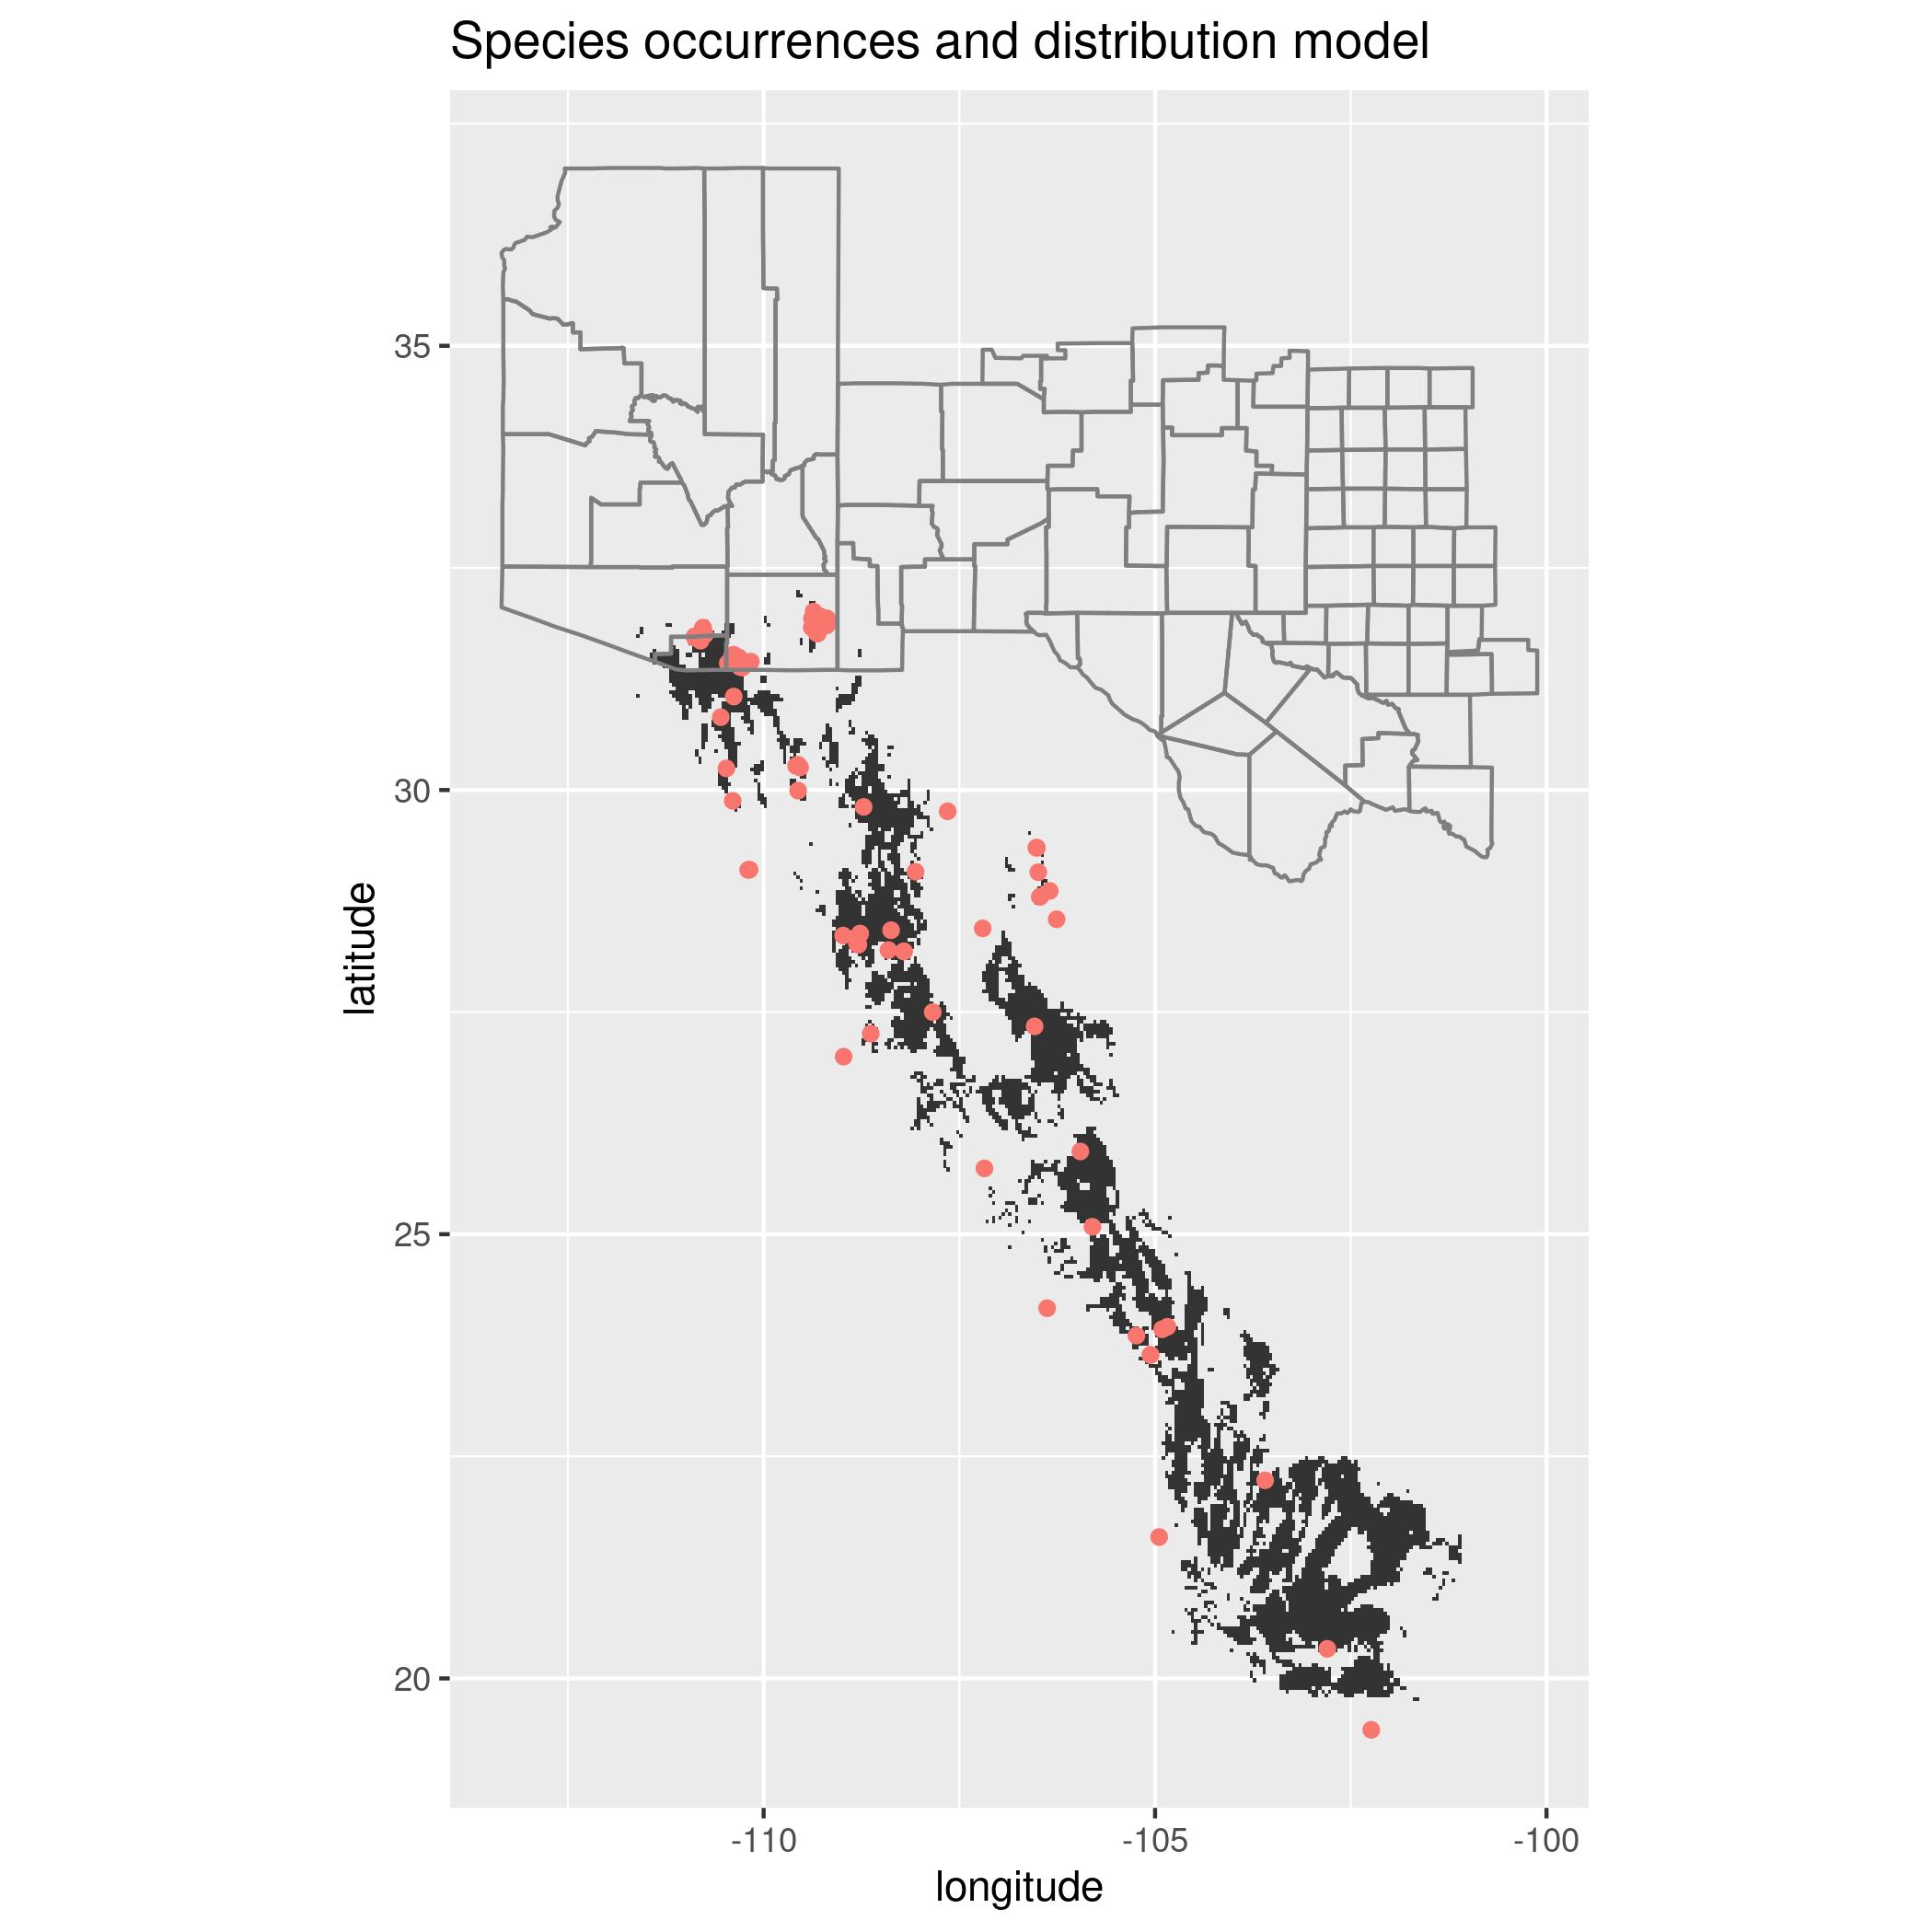 Species occurrences and distribution model
35
30
25
20
latitude
-110
-105
-100
longitude